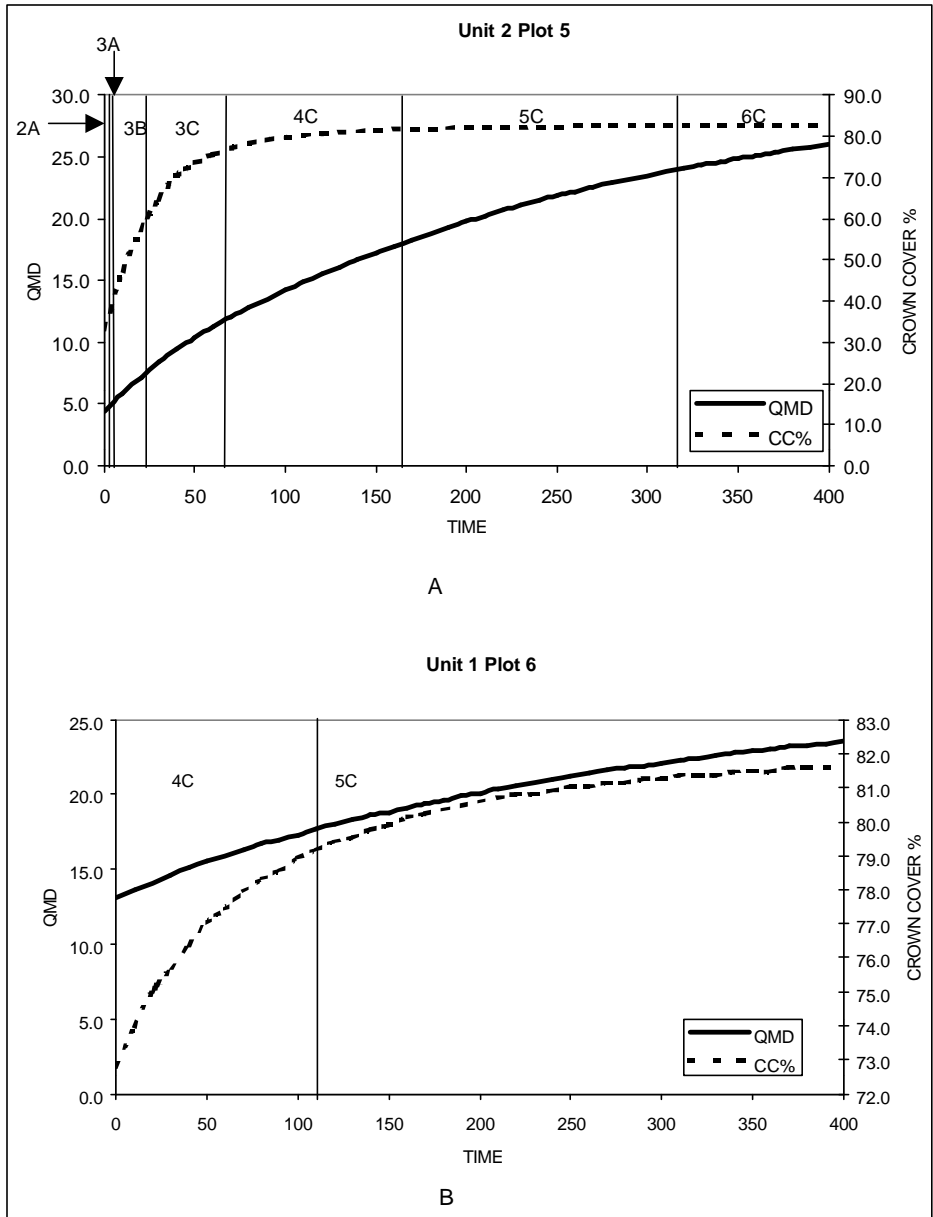 Unit 2 Plot 5
3A
2A
3B
3C
4C
5C
6C
30.0
25.0
20.0
15.0
10.0
5.0
0.0
QMD
90.0
80.0
70.0
60.0
50.0
40.0
30.0
20.0
10.0
0.0
CROWN COVER %
QMD
CC%
0 50 100 150 200 250 300 350 400
TIME
A
Unit 1 Plot 6
4C
5C
25.0
20.0
15.0
10.0
5.0
0.0
QMD
83.0
82.0
81.0
80.0
79.0
78.0
77.0
76.0
75.0
74.0
73.0
72.0
CROWN COVER %
QMD
CC%
0 50 100 150 200 250 300 350 400
TIME
B